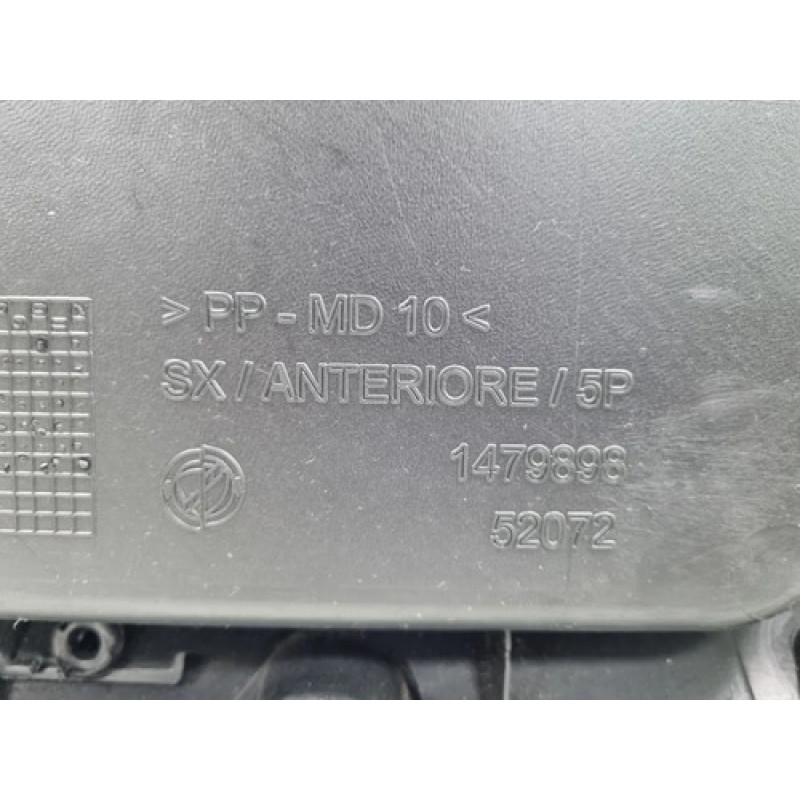 > PP - MD 10 <
SX / ANTERIORE / 5P
1479898
52072